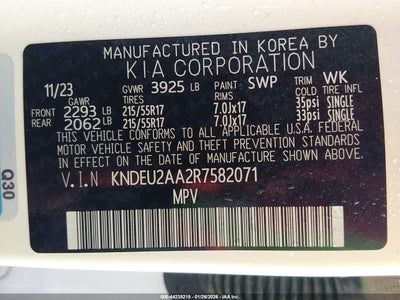 MANUFACTURED IN KOREA BY
KIA CORPORATION
11/23 GVWR 3925 LB PAINT SWP TRIM WK
TIRES RIMS COLD TIRE
FRONT 2293 LB 215/55R17 7.0Jx17 35psi SINGLE
REAR 2062 LB 215/55R17 7.0Jx17 33psi SINGLE
THIS VEHICLE CONFORMS TO ALL APPLICABLE U.S. FEDERAL
MOTOR VEHICLE SAFETY AND THEFT PREVENTION STANDARDS
IN EFFECT ON THE DATE OF MANUFACTURE SHOWN ABOVE.
V.I.N KNDEU2AA2R7582071
MPV
Q30